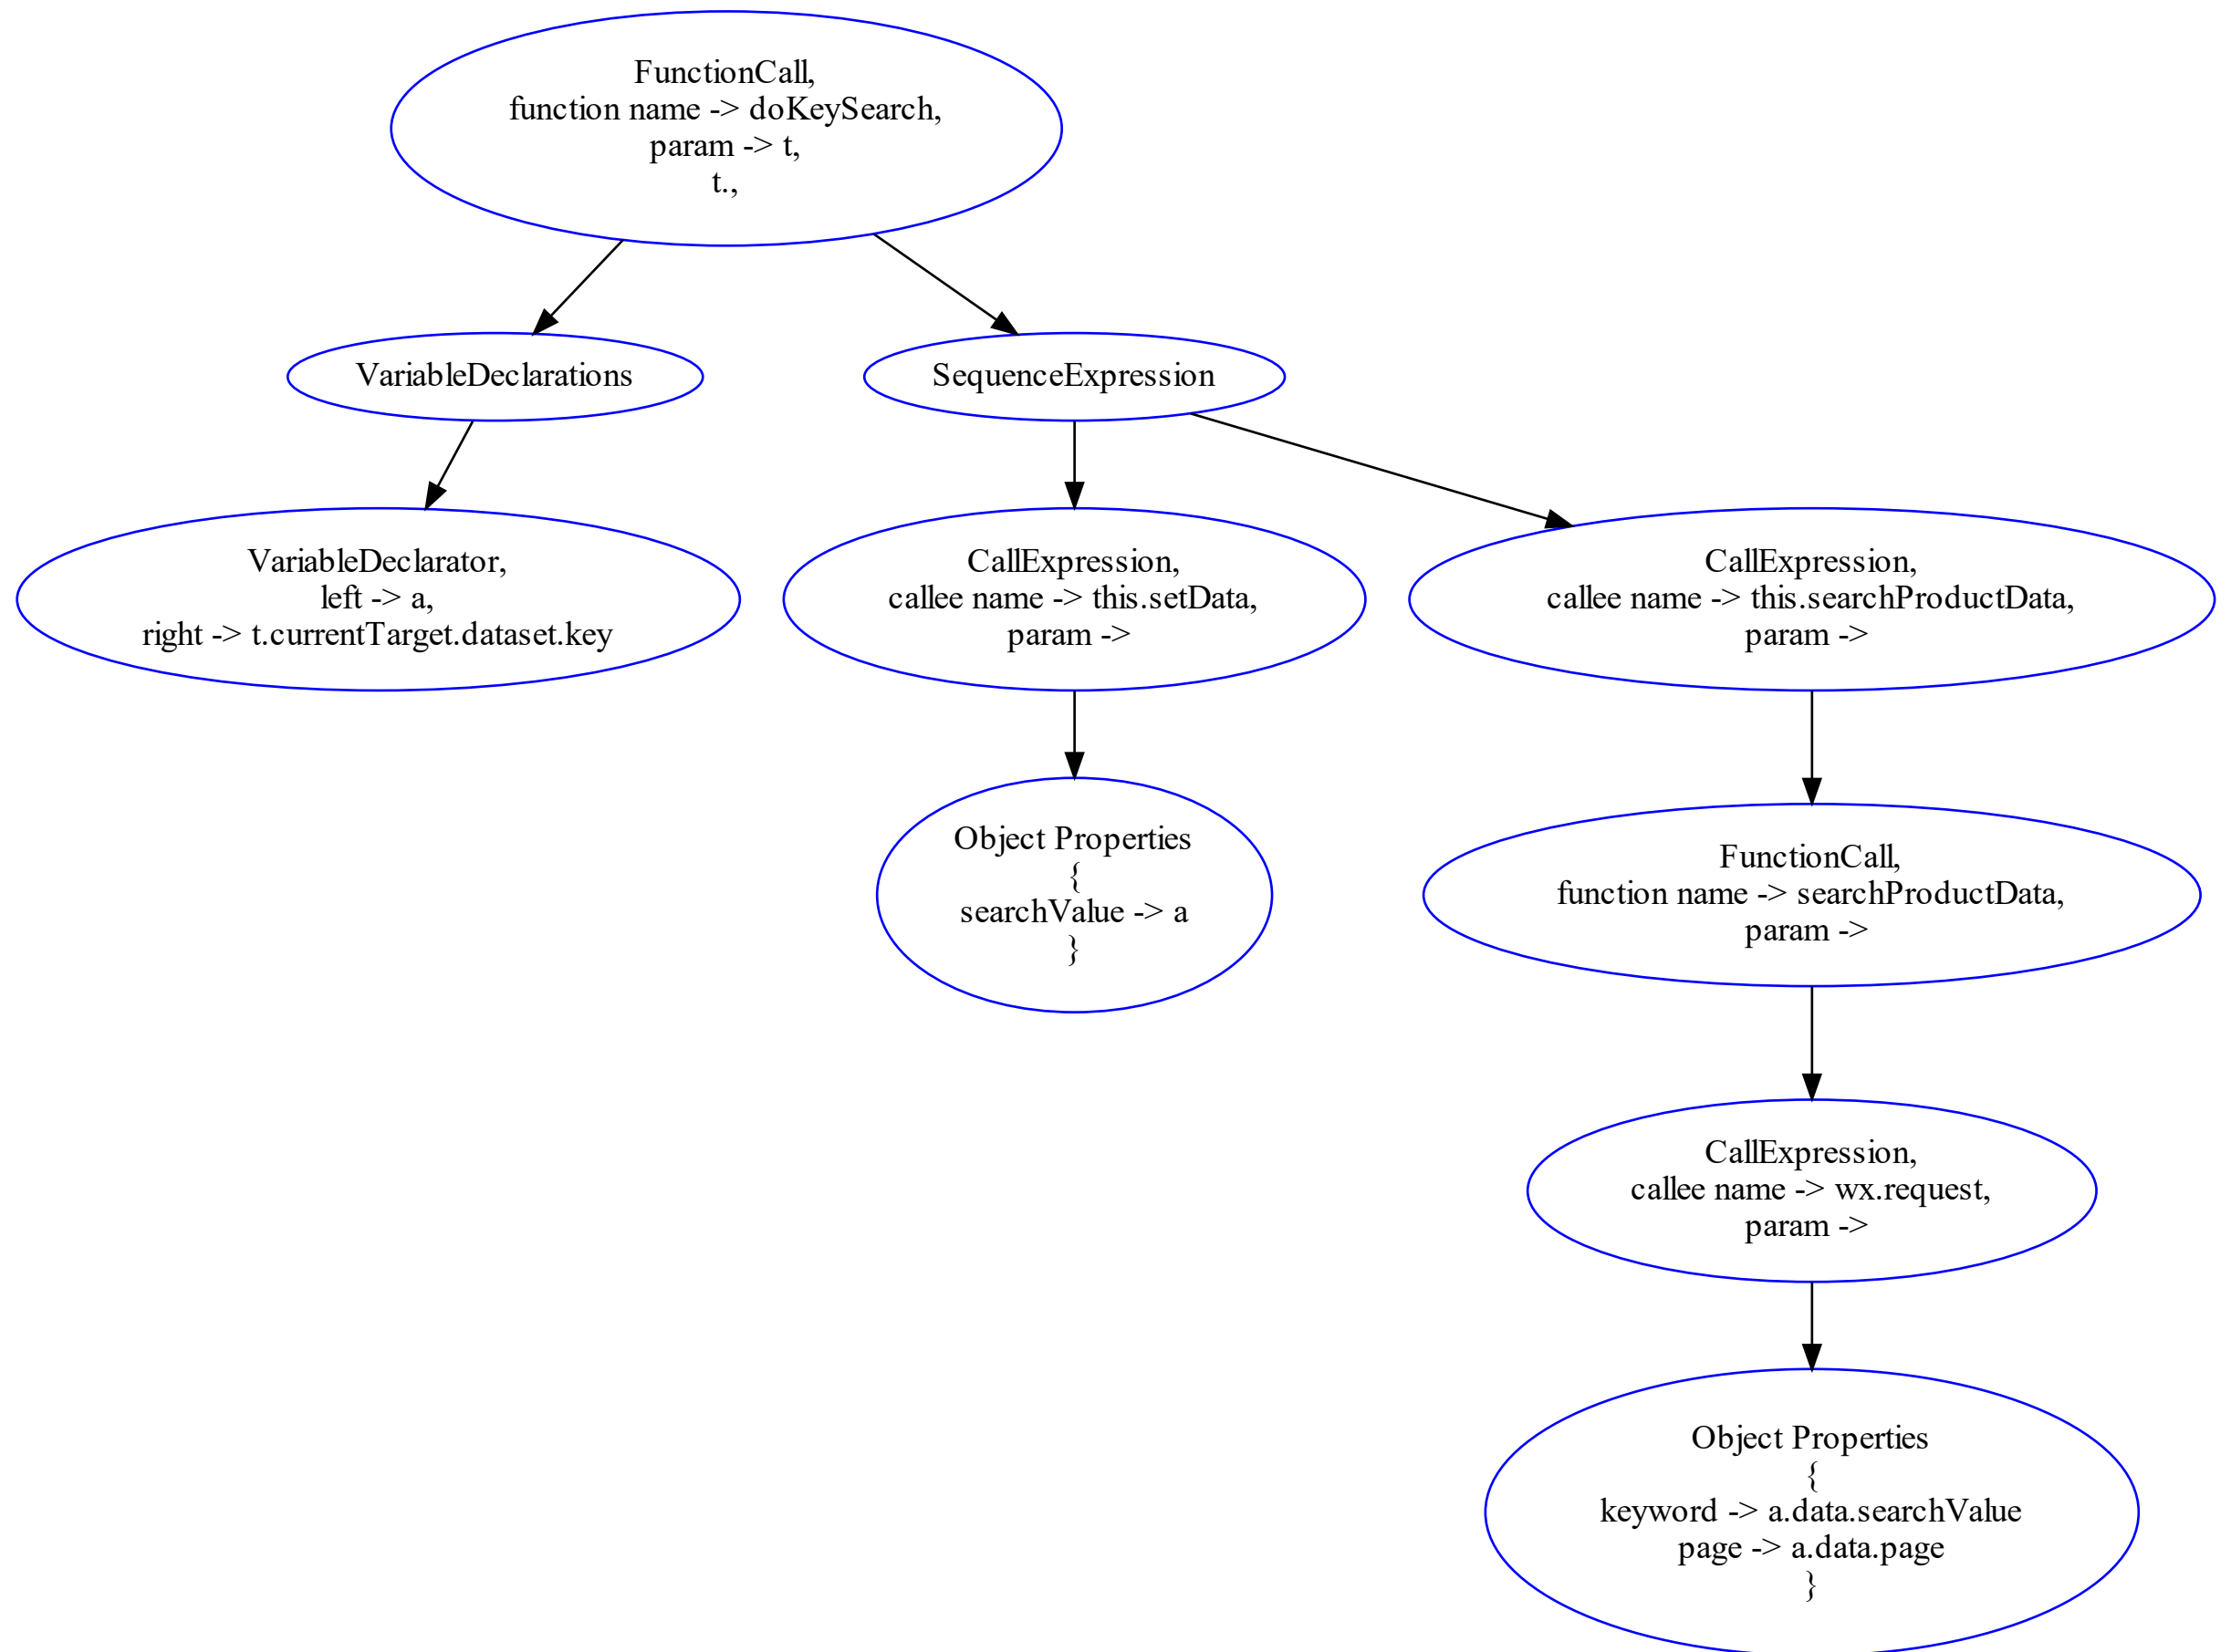 FunctionCall,
function name -> doKeySearch,
param -> t,
t.,
VariableDeclarations
SequenceExpression
VariableDeclarator,
left -> a,
right -> t.currentTarget.dataset.key
CallExpression,
callee name -> this.setData,
param ->
CallExpression,
callee name -> this.searchProductData,
param ->
Object Properties
{
searchValue -> a
}
FunctionCall,
function name -> searchProductData,
param ->
CallExpression,
callee name -> wx.request,
param ->
Object Properties
{
keyword -> a.data.searchValue
page -> a.data.page
}